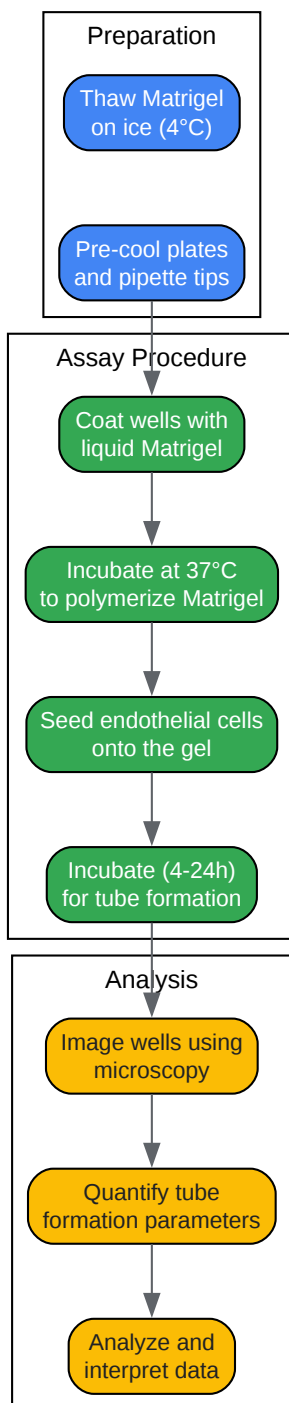 Preparation
Thaw Matrigel
on ice (4°C)
Pre-cool plates
and pipette tips
Assay Procedure
Coat wells with
liquid Matrigel
Incubate at 37°C
to polymerize Matrigel
Seed endothelial cells
onto the gel
Incubate (4-24h)
for tube formation
Analysis
Image wells using
microscopy
Quantify tube
formation parameters
Analyze and
interpret data